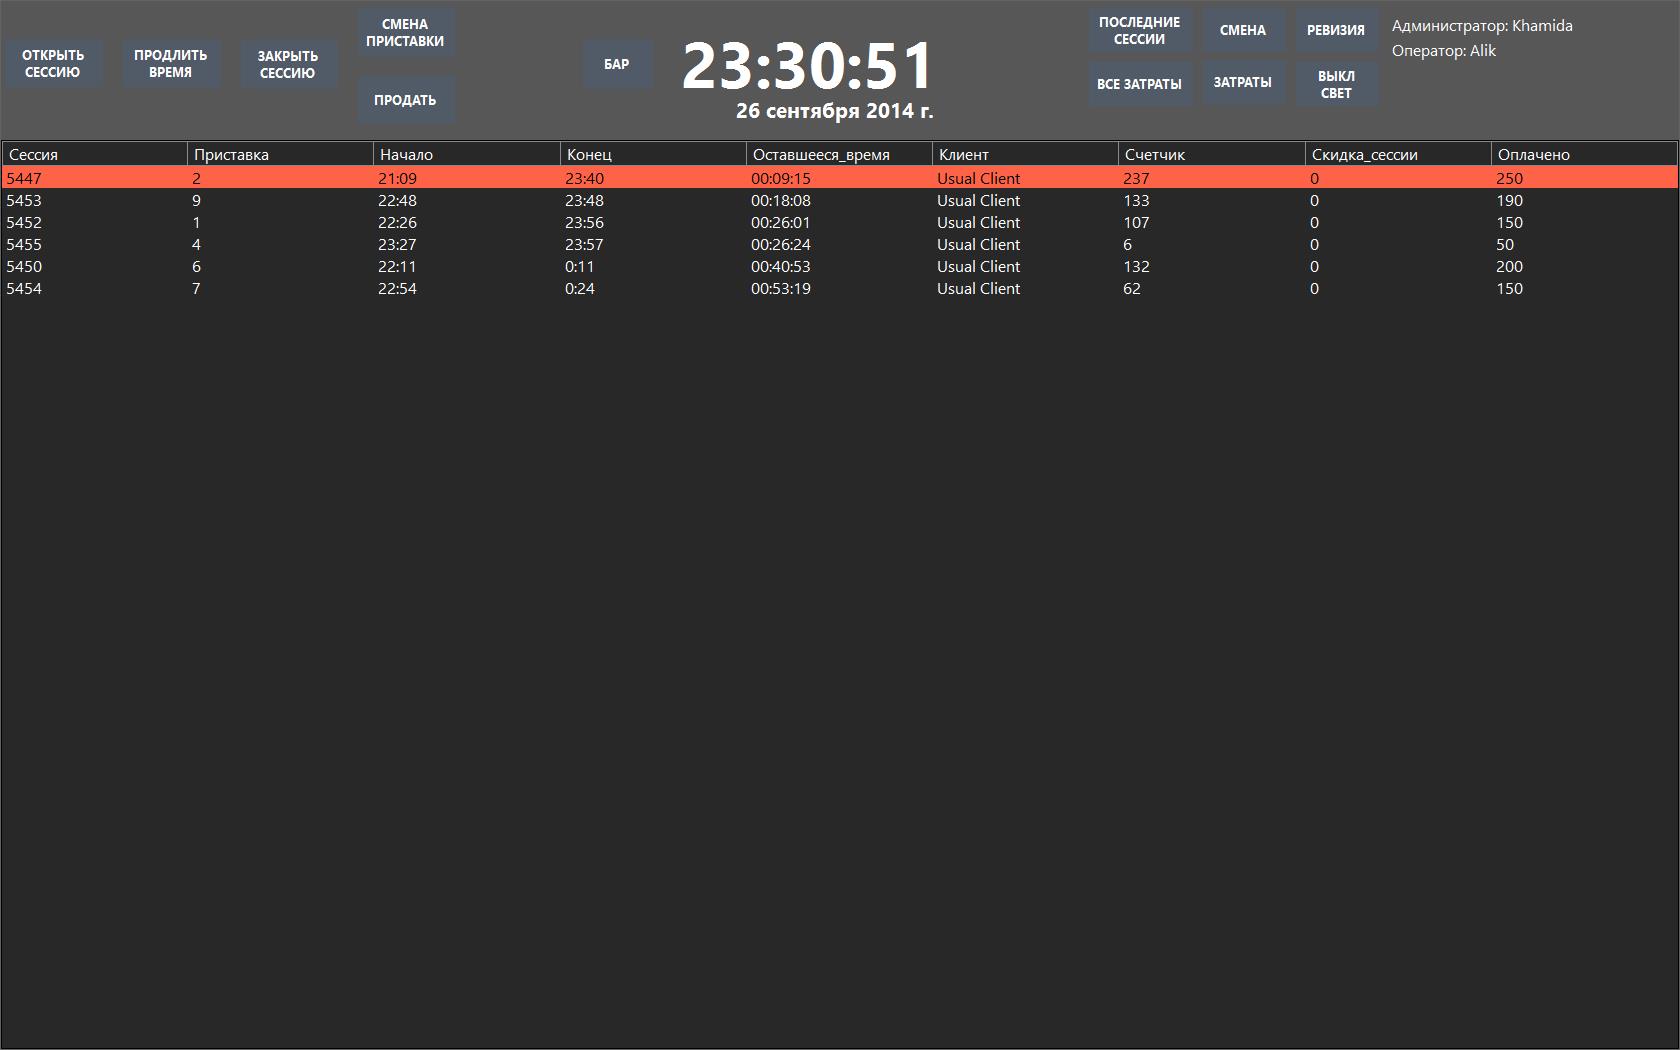 ОТКРЫТЬ
СЕССИЮ
ПРОДЛИТЬ
ВРЕМЯ
ЗАКРЫТЬ
СЕССИЮ
СМЕНА
ПРИСТАВКИ
ПРОДАТЬ
БАР
23:30:51
26 сентября 2014 г.
ПОСЛЕДНИЕ
СЕССИИ
СМЕНА
РЕВИЗИЯ
ВСЕ ЗАТРАТЫ
ЗАТРАТЫ
ВЫКЛ
СВЕТ
Администратор: Khamida
Оператор: Alik
Сессия Приставка Начало Конец Оставшееся_время Клиент Счетчик Скидка_сессии Оплачено
5447 2 21:09 23:40 00:09:15 Usual Client 237 0 250
5453 9 22:48 23:48 00:18:08 Usual Client 133 0 190
5452 1 22:26 23:56 00:26:01 Usual Client 107 0 150
5455 4 23:27 23:57 00:26:24 Usual Client 6 0 50
5450 6 22:11 0:11 00:40:53 Usual Client 132 0 200
5454 7 22:54 0:24 00:53:19 Usual Client 62 0 150